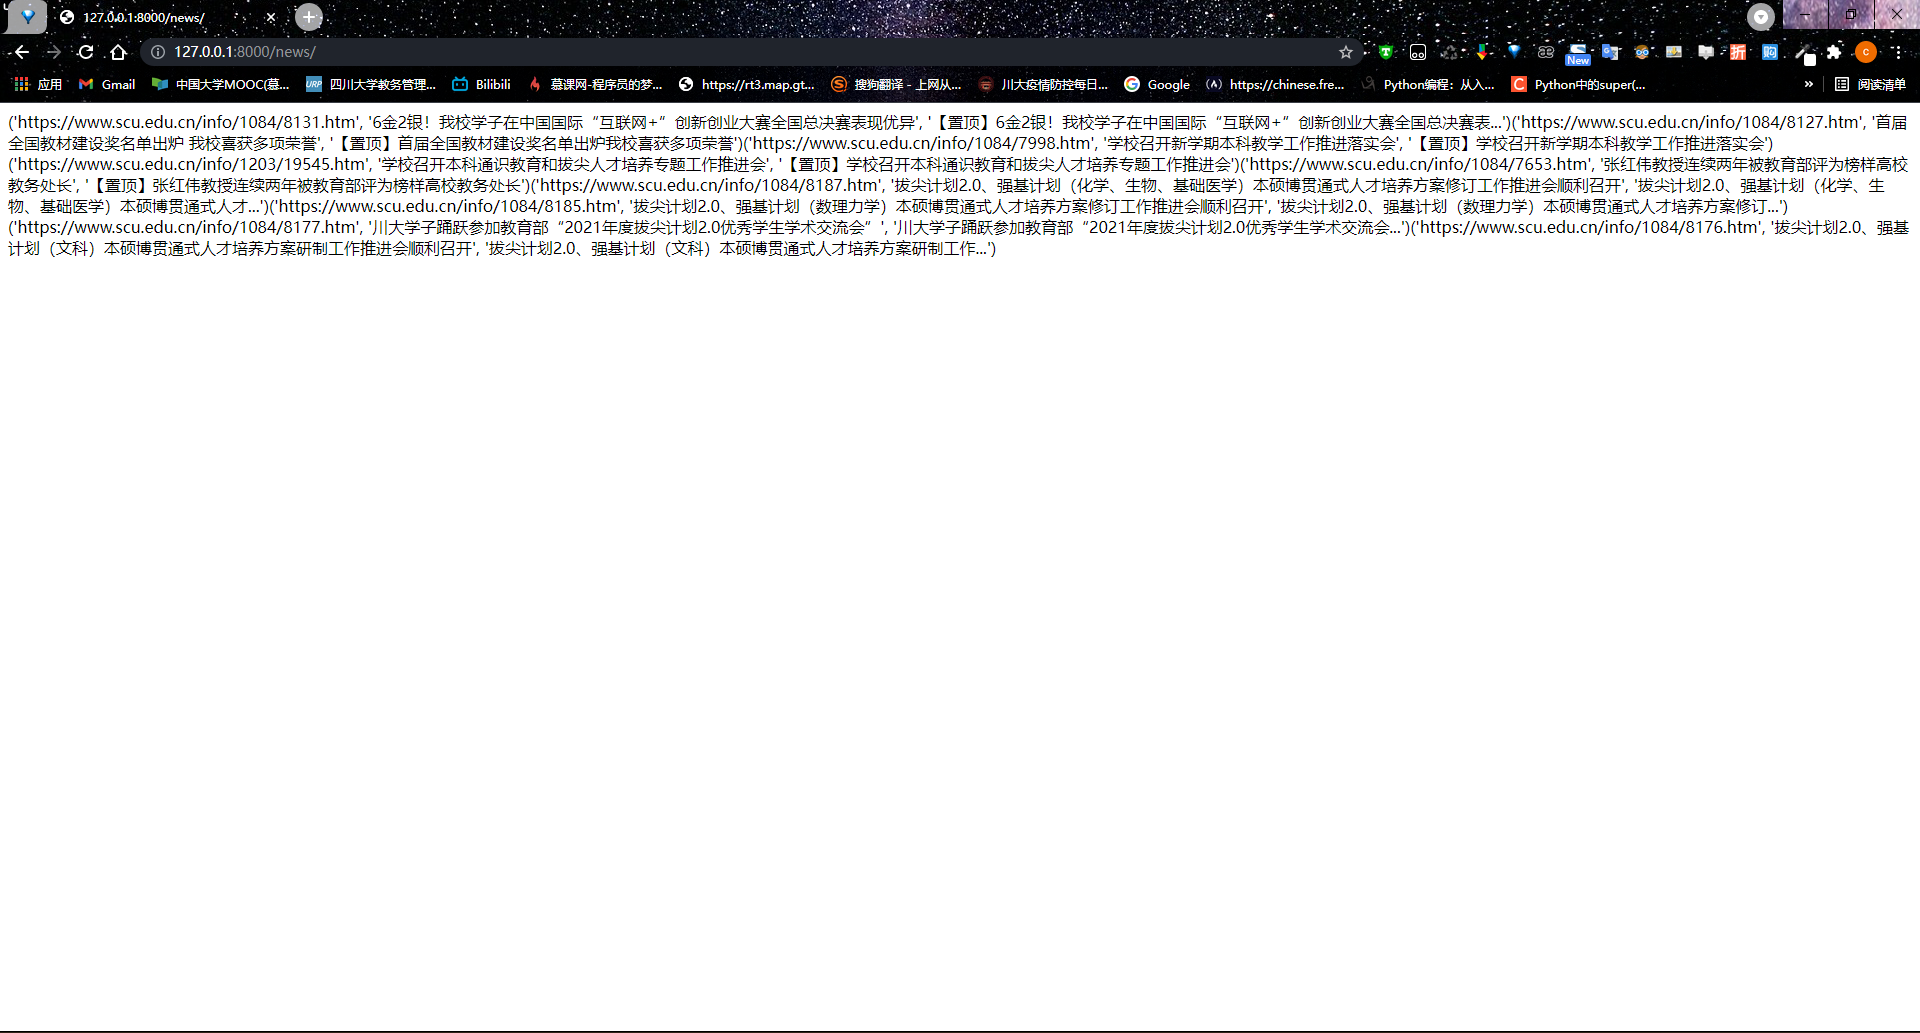 127.0.0.1:8000/news/
127.0.0.1:8000/news/
New
折
购
c
应用
Gmail
中国大学MOOC(慕...
URP
四川大学教务管理...
Bilibili
慕课网-程序员的梦...
https://rt3.map.gt...
搜狗翻译 - 上网从...
川大疫情防控每日...
Google
https://chinese.fre...
Python编程：从入...
Python中的super(...
»
阅读清单
('https://www.scu.edu.cn/info/1084/8131.htm', '6金2银！我校学子在中国国际“互联网+”创新创业大赛全国总决赛表现优异', '【置顶】6金2银！我校学子在中国国际“互联网+”创新创业大赛全国总决赛表...')('https://www.scu.edu.cn/info/1084/8127.htm', '首届
全国教材建设奖名单出炉 我校喜获多项荣誉', '【置顶】首届全国教材建设奖名单出炉我校喜获多项荣誉')('https://www.scu.edu.cn/info/1084/7998.htm', '学校召开新学期本科教学工作推进落实会', '【置顶】学校召开新学期本科教学工作推进落实会')
('https://www.scu.edu.cn/info/1203/19545.htm', '学校召开本科通识教育和拔尖人才培养专题工作推进会', '【置顶】学校召开本科通识教育和拔尖人才培养专题工作推进会')('https://www.scu.edu.cn/info/1084/7653.htm', '张红伟教授连续两年被教育部评为榜样高校
教务处长', '【置顶】张红伟教授连续两年被教育部评为榜样高校教务处长')('https://www.scu.edu.cn/info/1084/8187.htm', '拔尖计划2.0、强基计划（化学、生物、基础医学）本硕博贯通式人才培养方案修订工作推进会顺利召开', '拔尖计划2.0、强基计划（化学、生
物、基础医学）本硕博贯通式人才...')('https://www.scu.edu.cn/info/1084/8185.htm', '拔尖计划2.0、强基计划（数理力学）本硕博贯通式人才培养方案修订工作推进会顺利召开', '拔尖计划2.0、强基计划（数理力学）本硕博贯通式人才培养方案修订...')
('https://www.scu.edu.cn/info/1084/8177.htm', '川大学子踊跃参加教育部“2021年度拔尖计划2.0优秀学生学术交流会”', '川大学子踊跃参加教育部“2021年度拔尖计划2.0优秀学生学术交流会...')('https://www.scu.edu.cn/info/1084/8176.htm', '拔尖计划2.0、强基
计划（文科）本硕博贯通式人才培养方案研制工作推进会顺利召开', '拔尖计划2.0、强基计划（文科）本硕博贯通式人才培养方案研制工作...')